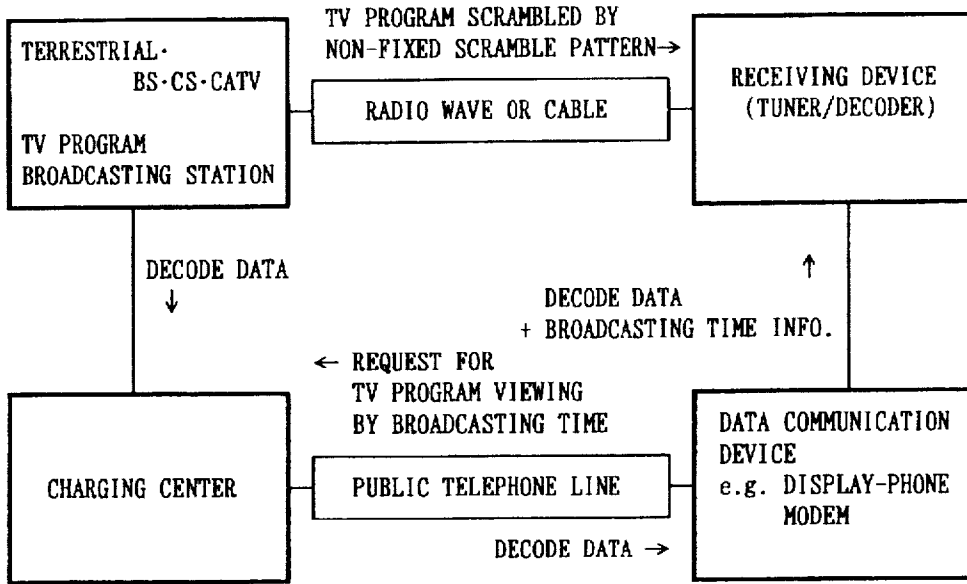 TERRESTRIAL·
BS·CS·CATV
TV PROGRAM
BROADCASTING STATION
TV PROGRAM SCRAMBLED BY
NON-FIXED SCRAMBLE PATTERN→
RADIO WAVE OR CABLE
RECEIVING DEVICE
(TUNER/DECODER)
DECODE DATA
↓
↑
DECODE DATA
+ BROADCASTING TIME INFO.
← REQUEST FOR
TV PROGRAM VIEWING
BY BROADCASTING TIME
CHARGING CENTER
PUBLIC TELEPHONE LINE
DECODE DATA →
DATA COMMUNICATION
DEVICE
e.g. DISPLAY-PHONE
MODEM